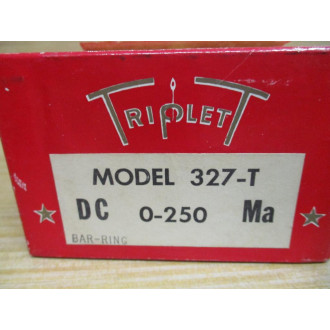 TRIPLETT
MODEL 327-T
DC 0-250 Ma
BAR-RING